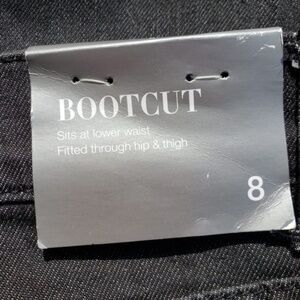 BOOTCUT
Sits at lower waist
Fitted through hip & thigh
8